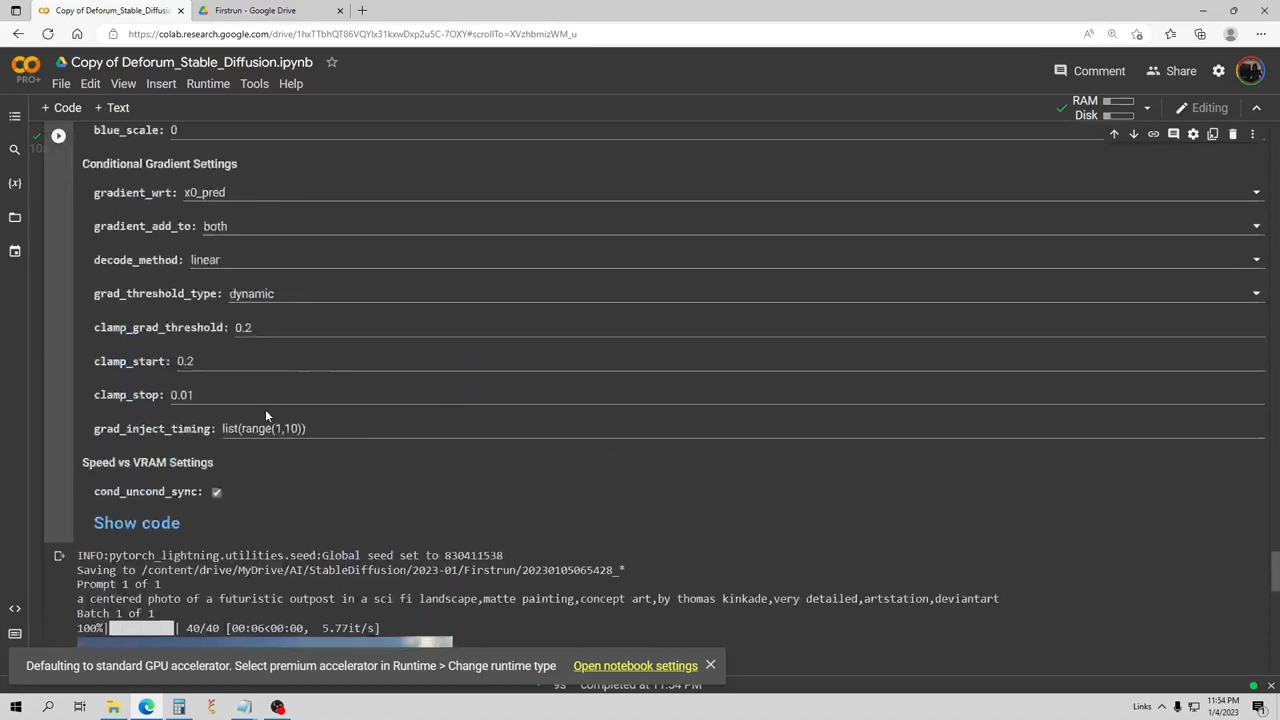 Copy of Deforum_Stable_Diffusi
Firstrun - Google Drive
https://colab.research.google.com/drive/1hxTTbhQT86VQYlx31kxwDxp2u5C-7OXY#scrollTo=XVzhbmizWM_u
PRO+
Copy of Deforum_Stable_Diffusion.ipynb
File Edit View Insert Runtime Tools Help
Comment Share
+ Code + Text
RAM
Disk
Editing
blue_scale: 0
Conditional Gradient Settings
gradient_wrt: x0_pred
gradient_add_to: both
decode_method: linear
grad_threshold_type: dynamic
clamp_grad_threshold: 0.2
clamp_start: 0.2
clamp_stop: 0.01
grad_inject_timing: list(range(1,10))
Speed vs VRAM Settings
cond_uncond_sync:
Show code
INFO:pytorch_lightning.utilities.seed:Global seed set to 830411538
Saving to /content/drive/MyDrive/AI/StableDiffusion/2023-01/Firstrun/20230105065428_*
Prompt 1 of 1
a centered photo of a futuristic outpost in a sci fi landscape,matte painting,concept art,by thomas kinkade,very detailed,artstation,deviantart
Batch 1 of 1
100%| | 40/40 [00:06<00:00, 5.77it/s]
Defaulting to standard GPU accelerator. Select premium accelerator in Runtime > Change runtime type Open notebook settings
9s completed at 11:54 PM
Links
11:54 PM
1/4/2023